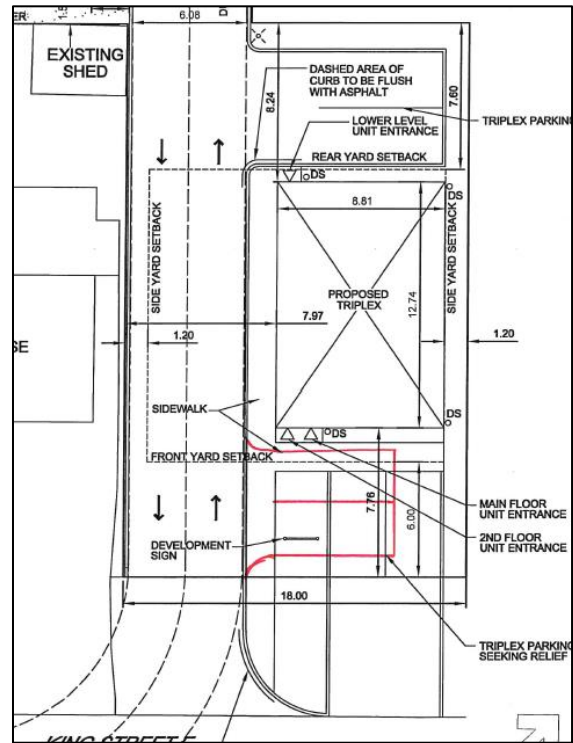 ER
1.5
6.08
D
EXISTING
SHED
DASHED AREA OF
CURB TO BE FLUSH
WITH ASPHALT
8.24
7.60
LOWER LEVEL
UNIT ENTRANCE
TRIPLEX PARKING
REAR YARD SETBACK
DS
DS
8.81
SIDE YARD SETBACK
SIDE YARD SETBACK
PROPOSED
TRIPLEX
12.74
7.97
1.20
1.20
SE
SIDEWALK
DS
DS
FRONT YARD SETBACK
7.76
6.00
MAIN FLOOR
UNIT ENTRANCE
2ND FLOOR
UNIT ENTRANCE
DEVELOPMENT
SIGN
18.00
TRIPLEX PARKING
SEEKING RELIEF
KING STREET E